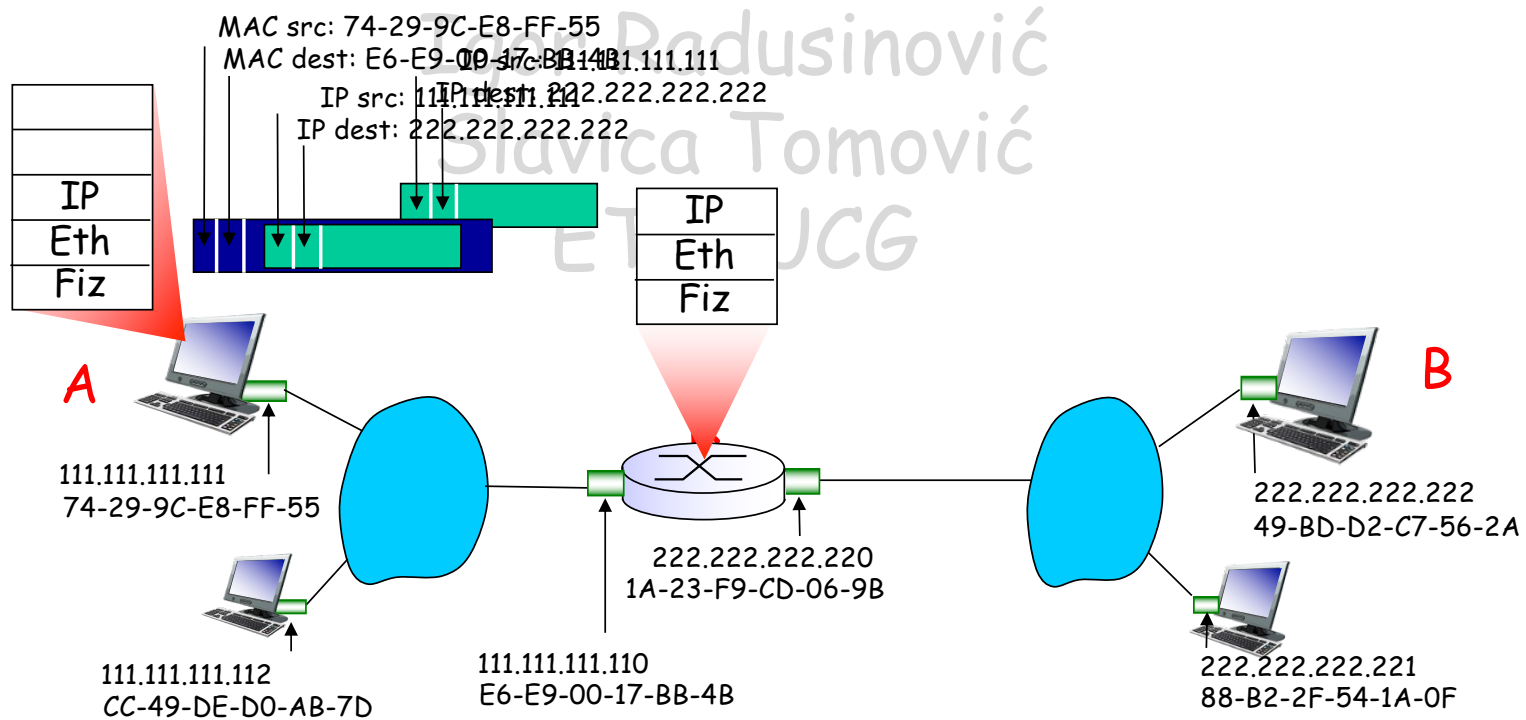 Igor Radusinović
Slavica Tomović
MAC src: 74-29-9C-E8-FF-55
MAC dest: E6-E9-00-17-BB-4B
IP src: 111.111.111.111
IP dest: 222.222.222.222
IP src: 111.111.111.111
IP dest: 222.222.222.222
IP
Eth
Fiz
IP
Eth
Fiz
A
B
111.111.111.111
74-29-9C-E8-FF-55
222.222.222.222
49-BD-D2-C7-56-2A
222.222.222.220
1A-23-F9-CD-06-9B
111.111.111.112
CC-49-DE-D0-AB-7D
111.111.111.110
E6-E9-00-17-BB-4B
222.222.222.221
88-B2-2F-54-1A-0F